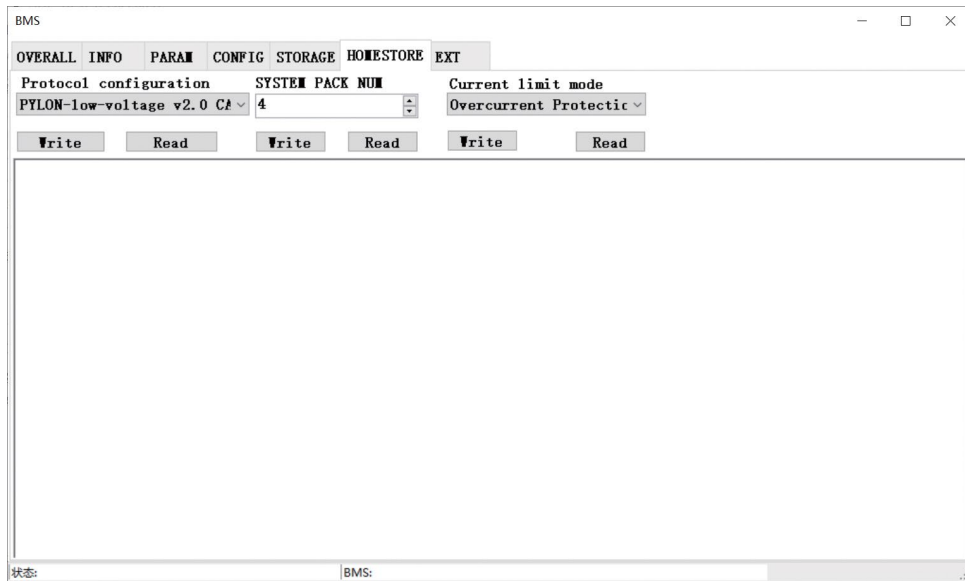 BMS
OVERALL INFO PARAM CONFIG STORAGE HOMESTORE EXT
Protocol configuration SYSTEM PACK NUM Current limit mode
PYLON-low-voltage v2.0 CA 4 Overcurrent Protectic
Write Read Write Read Write Read
状态: BMS: